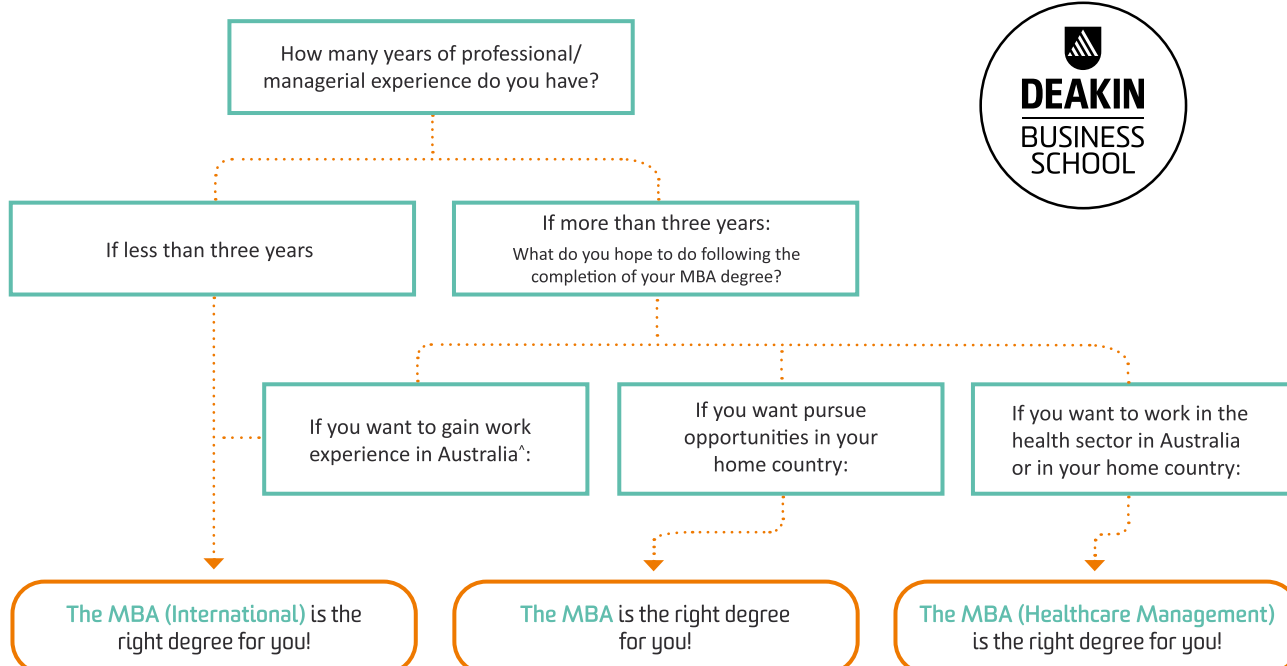 How many years of professional/
managerial experience do you have?
DEAKIN
BUSINESS
SCHOOL
If less than three years
If more than three years:
What do you hope to do following the
completion of your MBA degree?
If you want to gain work
experience in Australia^:
If you want pursue
opportunities in your
home country:
If you want to work in the
health sector in Australia
or in your home country:
The MBA (International) is the
right degree for you!
The MBA is the right degree
for you!
The MBA (Healthcare Management)
is the right degree for you!